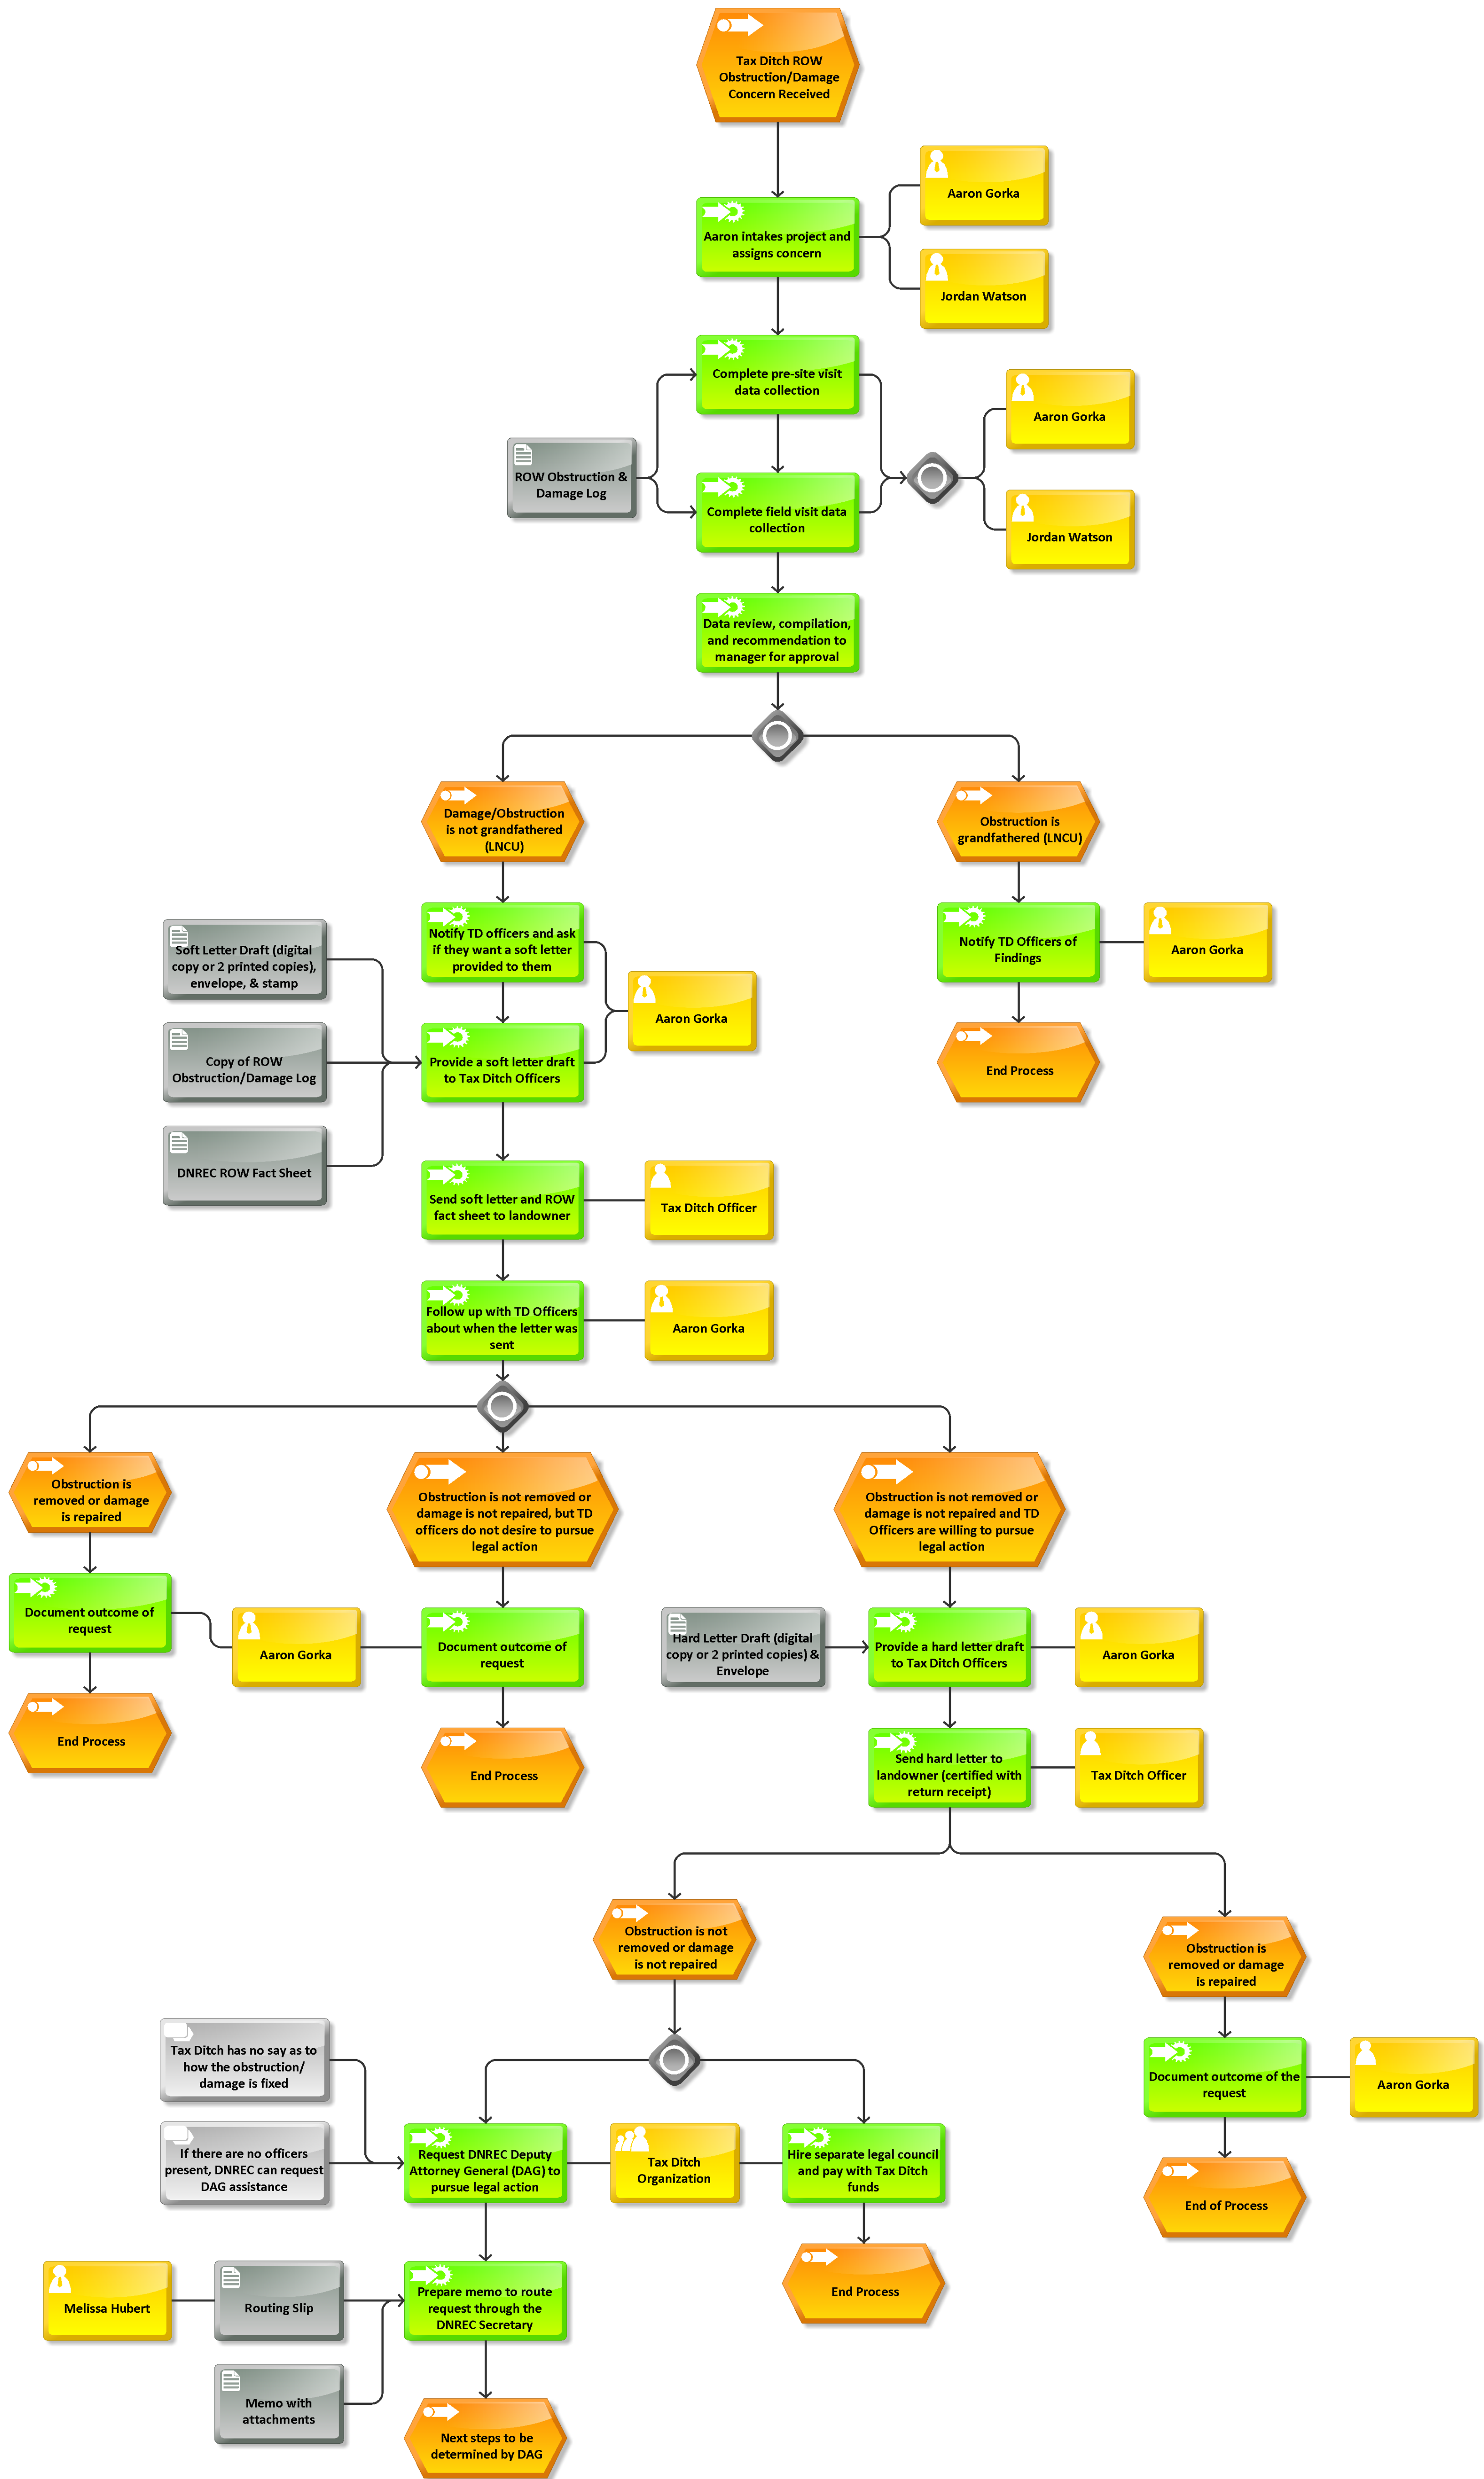 Tax Ditch ROW
Obstruction/Damage
Concern Received
Aaron Gorka
Aaron intakes project and
assigns concern
Jordan Watson
Complete pre-site visit
data collection
Aaron Gorka
ROW Obstruction &
Damage Log
Complete field visit data
collection
Jordan Watson
Data review, compilation,
and recommendation to
manager for approval
Damage/Obstruction
is not grandfathered
(LNCU)
Obstruction is
grandfathered (LNCU)
Soft Letter Draft (digital
copy or 2 printed copies),
envelope, & stamp
Notify TD officers and ask
if they want a soft letter
provided to them
Notify TD Officers of
Findings
Aaron Gorka
Aaron Gorka
Copy of ROW
Obstruction/Damage Log
Provide a soft letter draft
to Tax Ditch Officers
End Process
DNREC ROW Fact Sheet
Send soft letter and ROW
fact sheet to landowner
Tax Ditch Officer
Follow up with TD Officers
about when the letter was
sent
Aaron Gorka
Obstruction is
removed or damage
is repaired
Obstruction is not removed or
damage is not repaired, but TD
officers do not desire to pursue
legal action
Obstruction is not removed or
damage is not repaired and TD
Officers are willing to pursue
legal action
Document outcome of
request
Aaron Gorka
Document outcome of
request
Hard Letter Draft (digital
copy or 2 printed copies) &
Envelope
Provide a hard letter draft
to Tax Ditch Officers
Aaron Gorka
End Process
End Process
Send hard letter to
landowner (certified with
return receipt)
Tax Ditch Officer
Obstruction is not
removed or damage
is not repaired
Obstruction is
removed or damage
is repaired
Tax Ditch has no say as to
how the obstruction/
damage is fixed
Document outcome of the
request
Aaron Gorka
If there are no officers
present, DNREC can request
DAG assistance
Request DNREC Deputy
Attorney General (DAG) to
pursue legal action
Tax Ditch
Organization
Hire separate legal council
and pay with Tax Ditch
funds
End of Process
Melissa Hubert
Routing Slip
Prepare memo to route
request through the
DNREC Secretary
End Process
Memo with
attachments
Next steps to be
determined by DAG